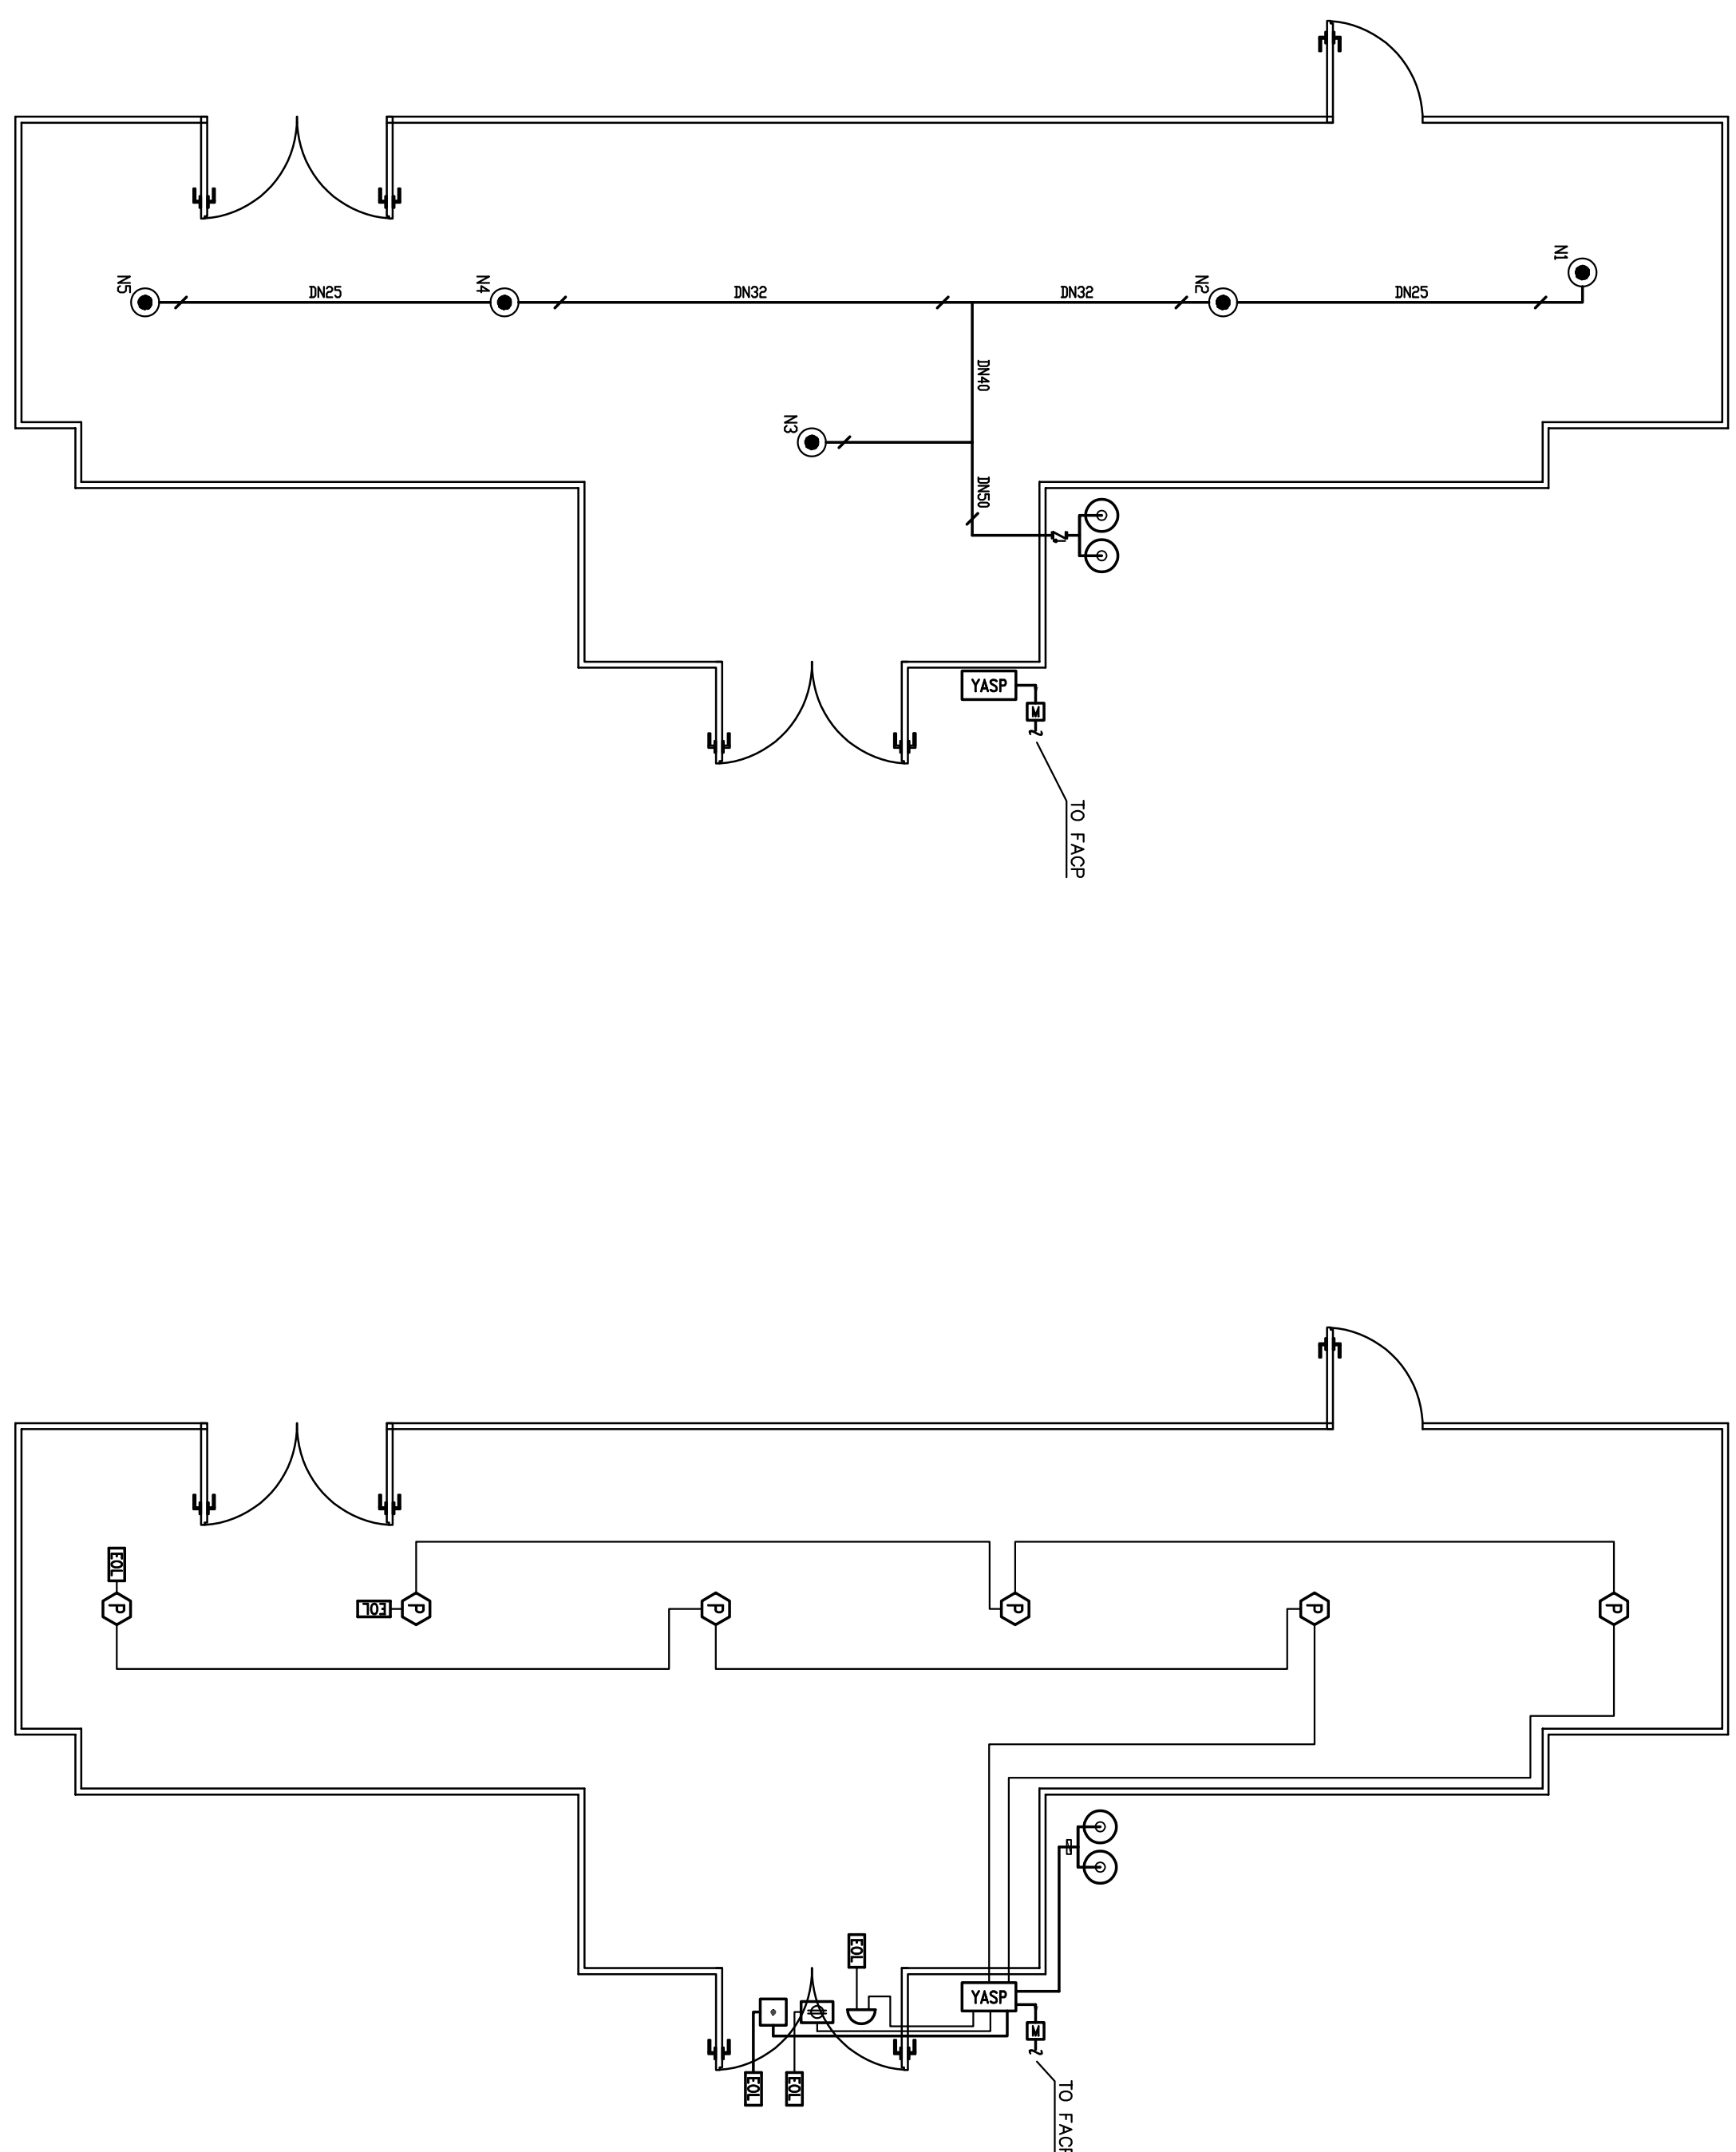 N1
N5
DN25
N4
DN32
DN32
N2
DN25
DN40
N3
DN50
YASP
M
TO FACP
EOL
P
EOL
P
P
P
P
P
EOL
YASP
M
EOL
EOL
TO FACP